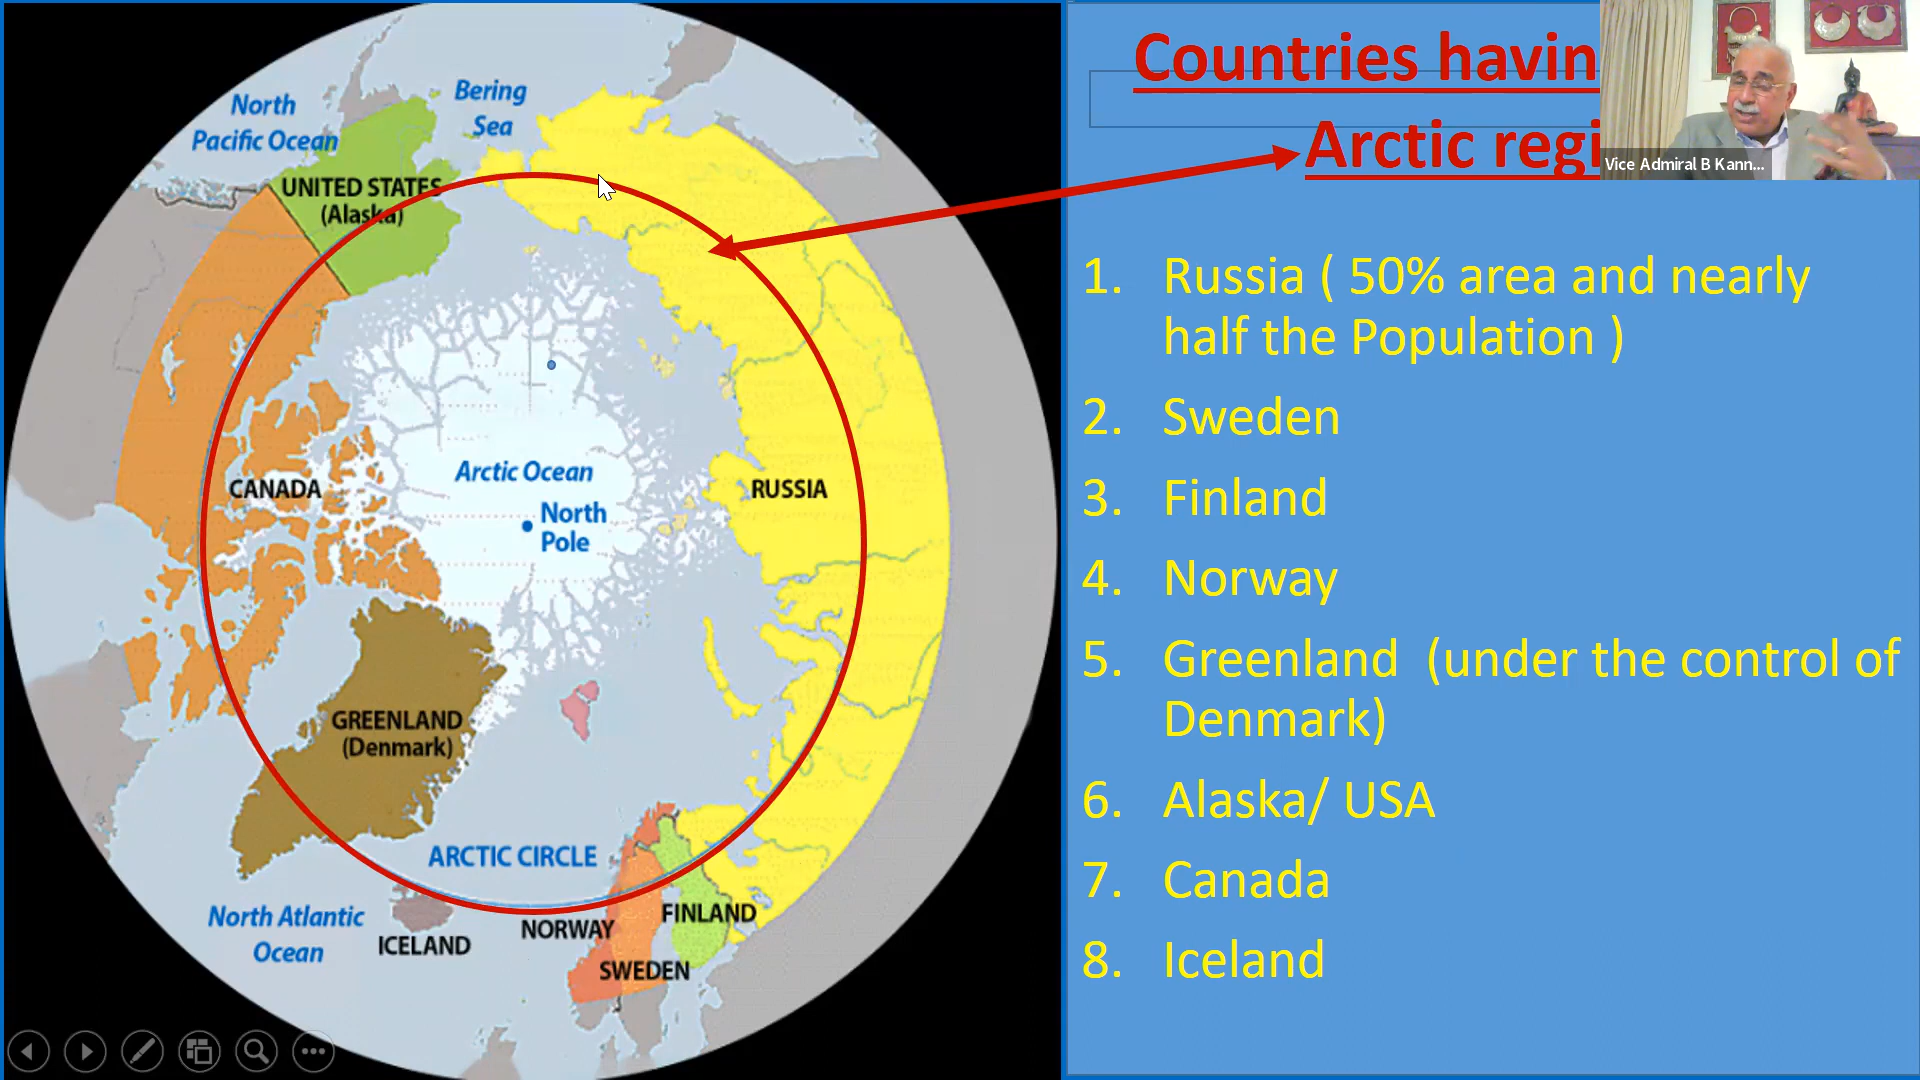 North
Pacific Ocean
Bering
Sea
UNITED STATES
(Alaska)
CANADA
Arctic Ocean
North
Pole
RUSSIA
GREENLAND
(Denmark)
ARCTIC CIRCLE
North Atlantic
Ocean
ICELAND
NORWAY
FINLAND
SWEDEN
Countries havin
Arctic regi
Vice Admiral B Kann...
1. Russia ( 50% area and nearly
half the Population )
2. Sweden
3. Finland
4. Norway
5. Greenland (under the control of
Denmark)
6. Alaska/ USA
7. Canada
8. Iceland